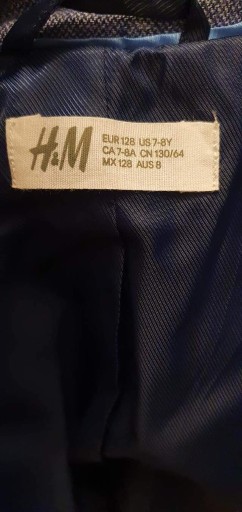 H&M
EUR 128 US 7-8Y
CA 7-8A CN 130/64
MX 128 AUS 8